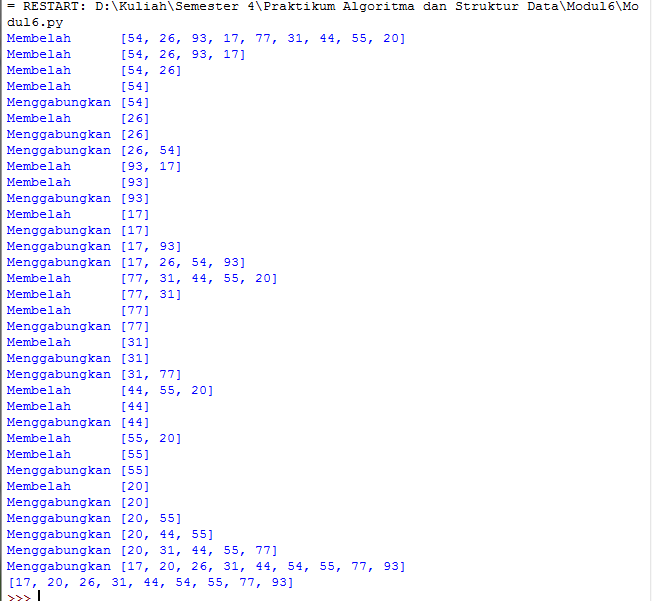 = RESTART: D:\Kuliah\Semester 4\Praktikum Algoritma dan Struktur Data\Modul6\Mo
dul6.py
Membelah      [54, 26, 93, 17, 77, 31, 44, 55, 20]
Membelah      [54, 26, 93, 17]
Membelah      [54, 26]
Membelah      [54]
Menggabungkan [54]
Membelah      [26]
Menggabungkan [26]
Menggabungkan [26, 54]
Membelah      [93, 17]
Membelah      [93]
Menggabungkan [93]
Membelah      [17]
Menggabungkan [17]
Menggabungkan [17, 93]
Menggabungkan [17, 26, 54, 93]
Membelah      [77, 31, 44, 55, 20]
Membelah      [77, 31]
Membelah      [77]
Menggabungkan [77]
Membelah      [31]
Menggabungkan [31]
Menggabungkan [31, 77]
Membelah      [44, 55, 20]
Membelah      [44]
Menggabungkan [44]
Membelah      [55, 20]
Membelah      [55]
Menggabungkan [55]
Membelah      [20]
Menggabungkan [20]
Menggabungkan [20, 55]
Menggabungkan [20, 44, 55]
Menggabungkan [20, 31, 44, 55, 77]
Menggabungkan [17, 20, 26, 31, 44, 54, 55, 77, 93]
[17, 20, 26, 31, 44, 54, 55, 77, 93]
>>>